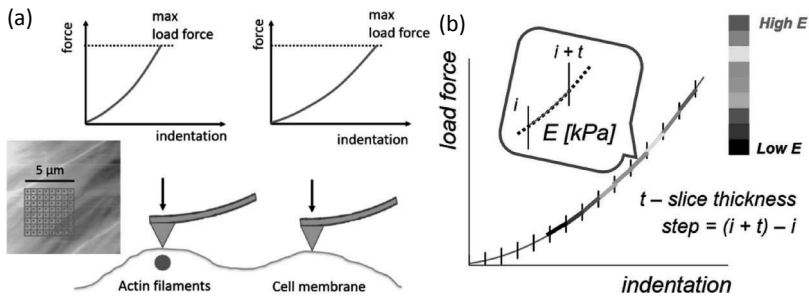 (a)
force
max
load force
indentation
force
max
load force
indentation
5 µm
Actin filaments
Cell membrane
(b)
load force
i
i + t
E [kPa]
High E
Low E
t – slice thickness
step = (i + t) – i
indentation